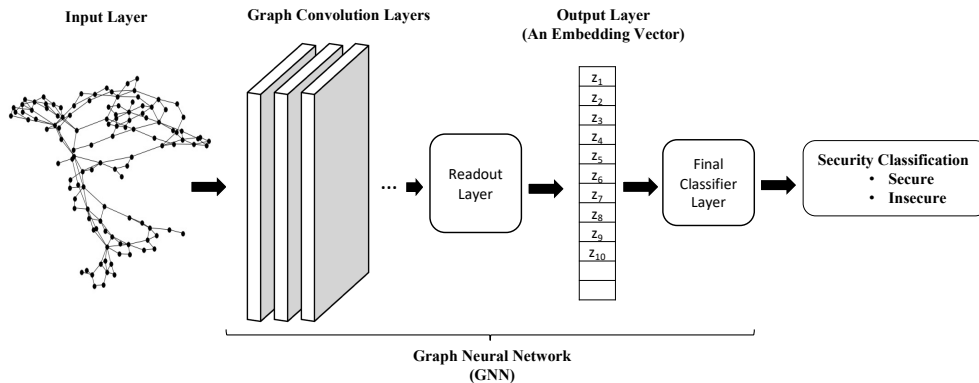 Input Layer
Graph Convolution Layers
Output Layer
(An Embedding Vector)
...
Readout
Layer
z1
z2
z3
z4
z5
z6
z7
z8
z9
z10
Final
Classifier
Layer
Security Classification
• Secure
• Insecure
Graph Neural Network
(GNN)